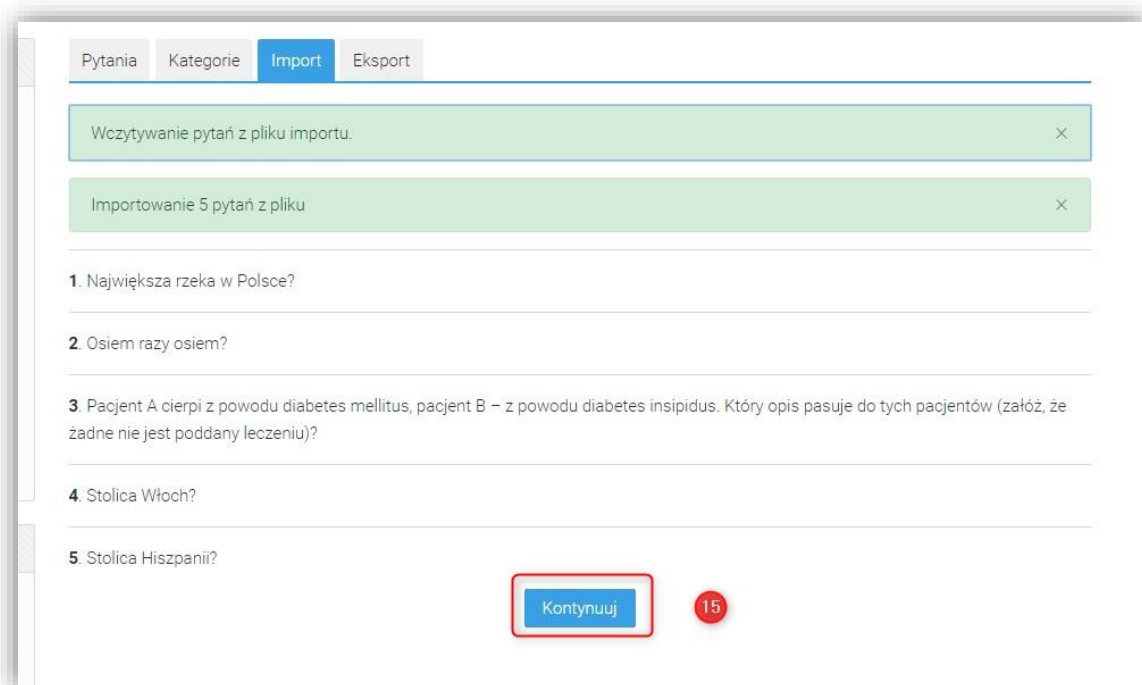 Pytania Kategorie Import Eksport
Wczytywanie pytań z pliku importu. ×
Importowanie 5 pytań z pliku ×
1. Największa rzeka w Polsce?
2. Osiem razy osiem?
3. Pacjent A cierpi z powodu diabetes mellitus, pacjent B – z powodu diabetes insipidus. Który opis pasuje do tych pacjentów (załóż, że
żadne nie jest poddany leczeniu)?
4. Stolica Włoch?
5. Stolica Hiszpanii?
Kontynuuj 15